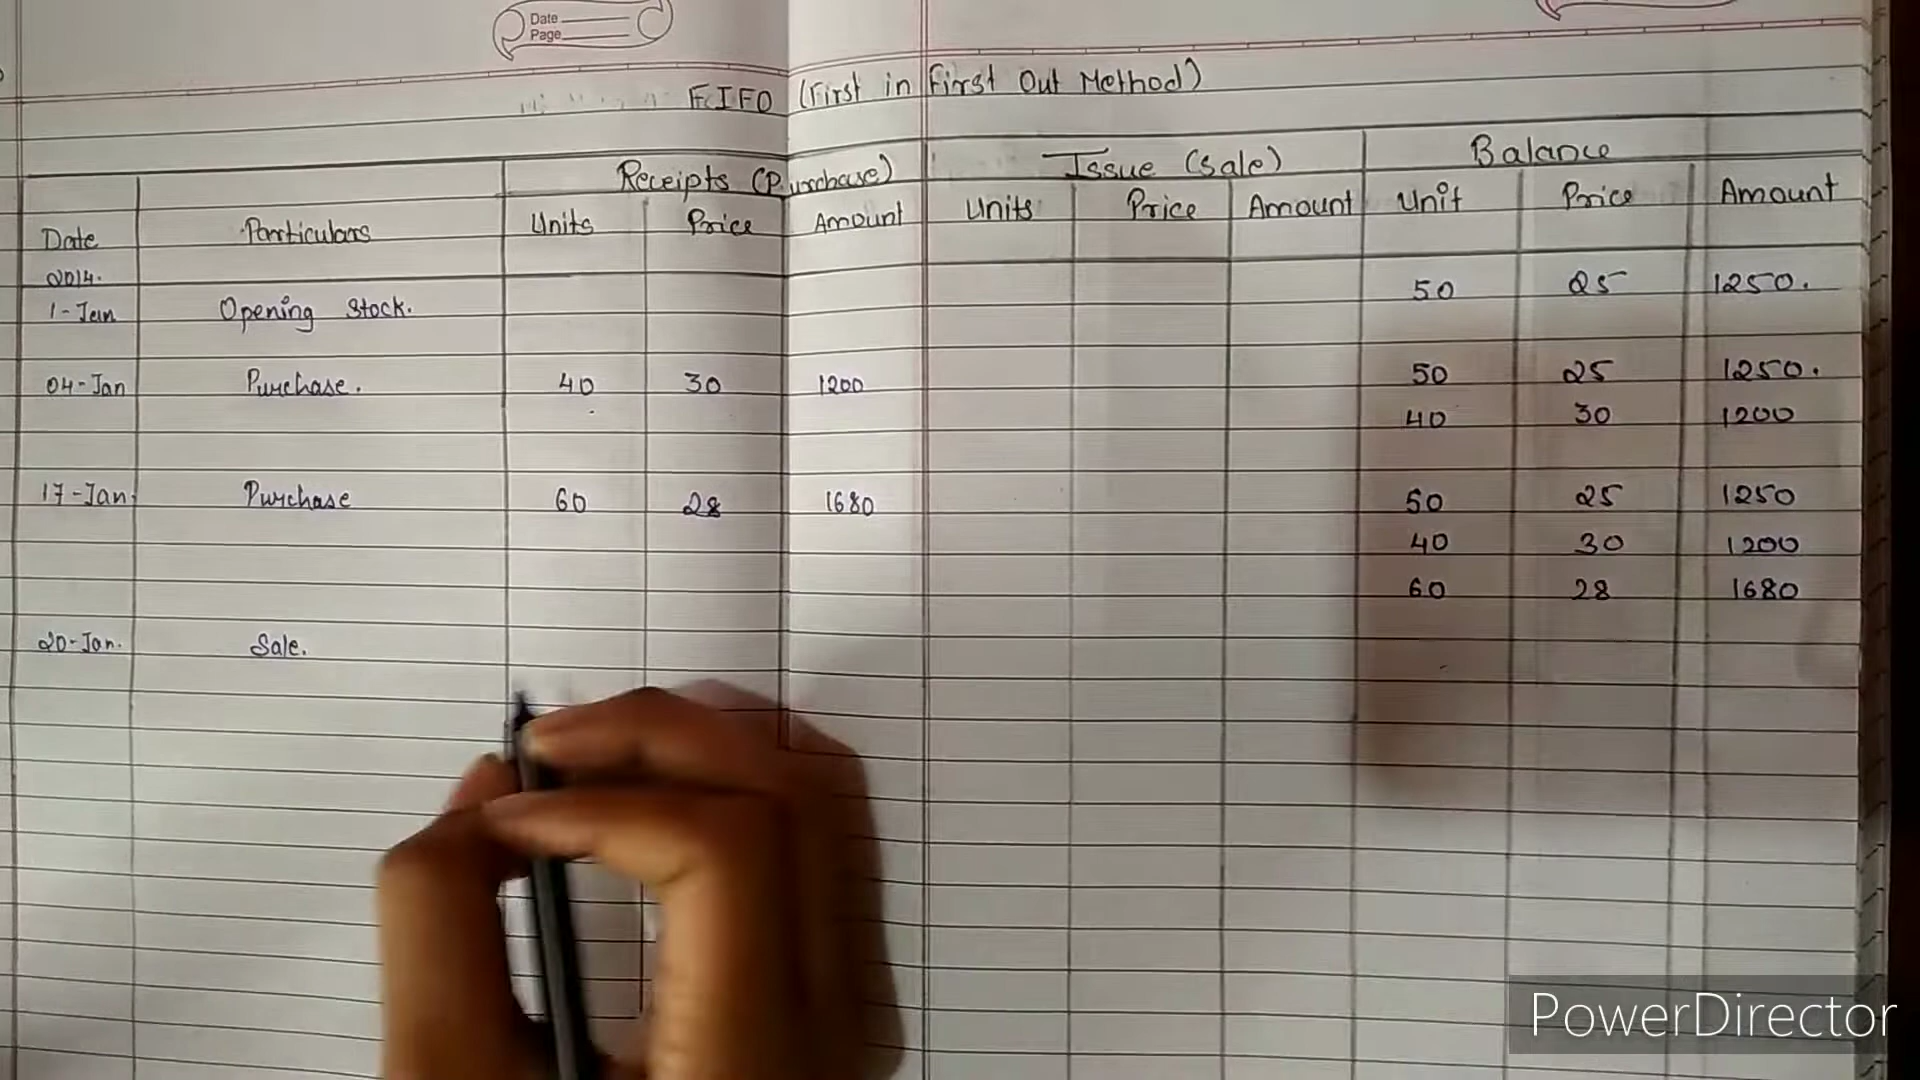 Date
Page
FIFO (First in First Out Method)
Receipts (Purchase) Issue (Sale) Balance
Date Particulars Units Price Amount Units Price Amount Unit Price Amount
2014.
1-Jan Opening Stock. 50 25 1250.
04-Jan Purchase. 40 30 1200 50 25 1250.
40 30 1200
17-Jan Purchase 60 28 1680 50 25 1250
40 30 1200
60 28 1680
20-Jan. Sale.
PowerDirector